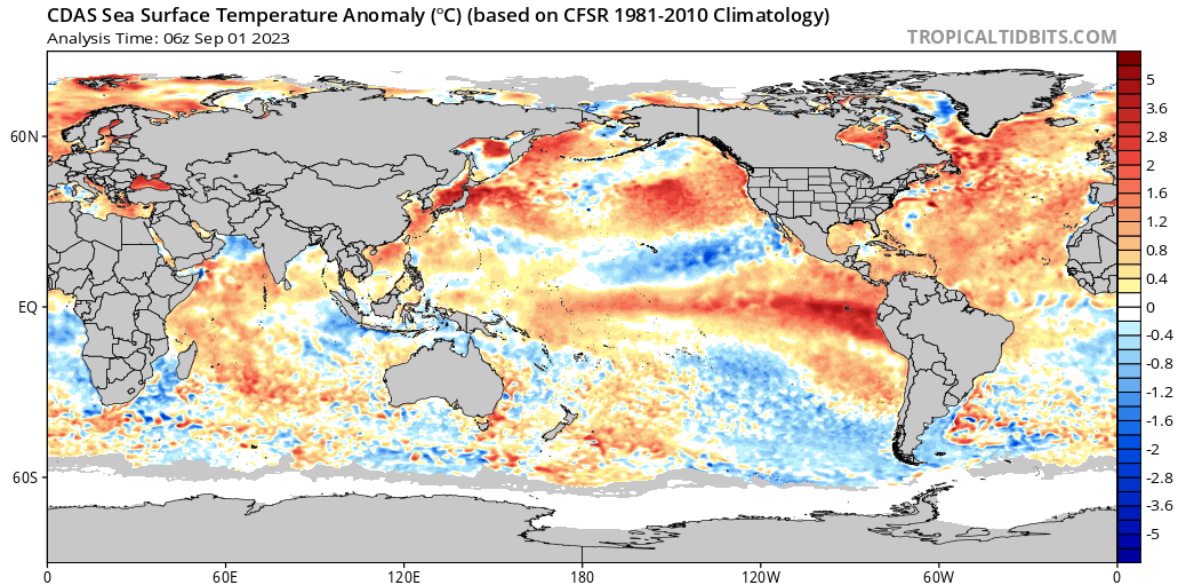 CDAS Sea Surface Temperature Anomaly (°C) (based on CFSR 1981-2010 Climatology)
Analysis Time: 06z Sep 01 2023
TROPICALTIDBITS.COM
60N
EQ
60S
0
60E
120E
180
120W
60W
0
5
3.6
2.8
2
1.6
1.2
0.8
0.4
0
-0.4
-0.8
-1.2
-1.6
-2
-2.8
-3.6
-5